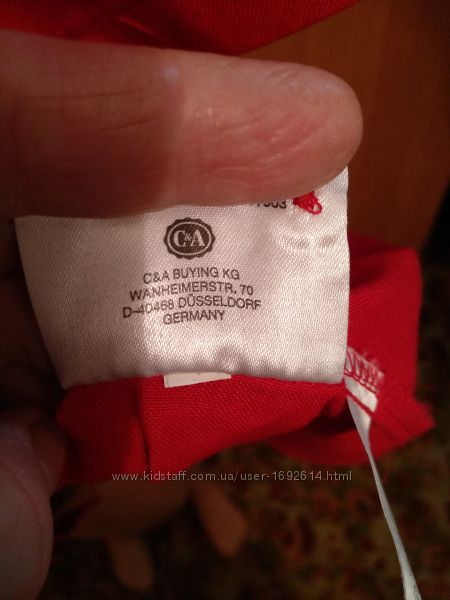 C&A
C&A BUYING KG
WANHEIMERSTR. 70
D-40468 DÜSSELDORF
GERMANY
www.kidstaff.com.ua/user-1692614.html